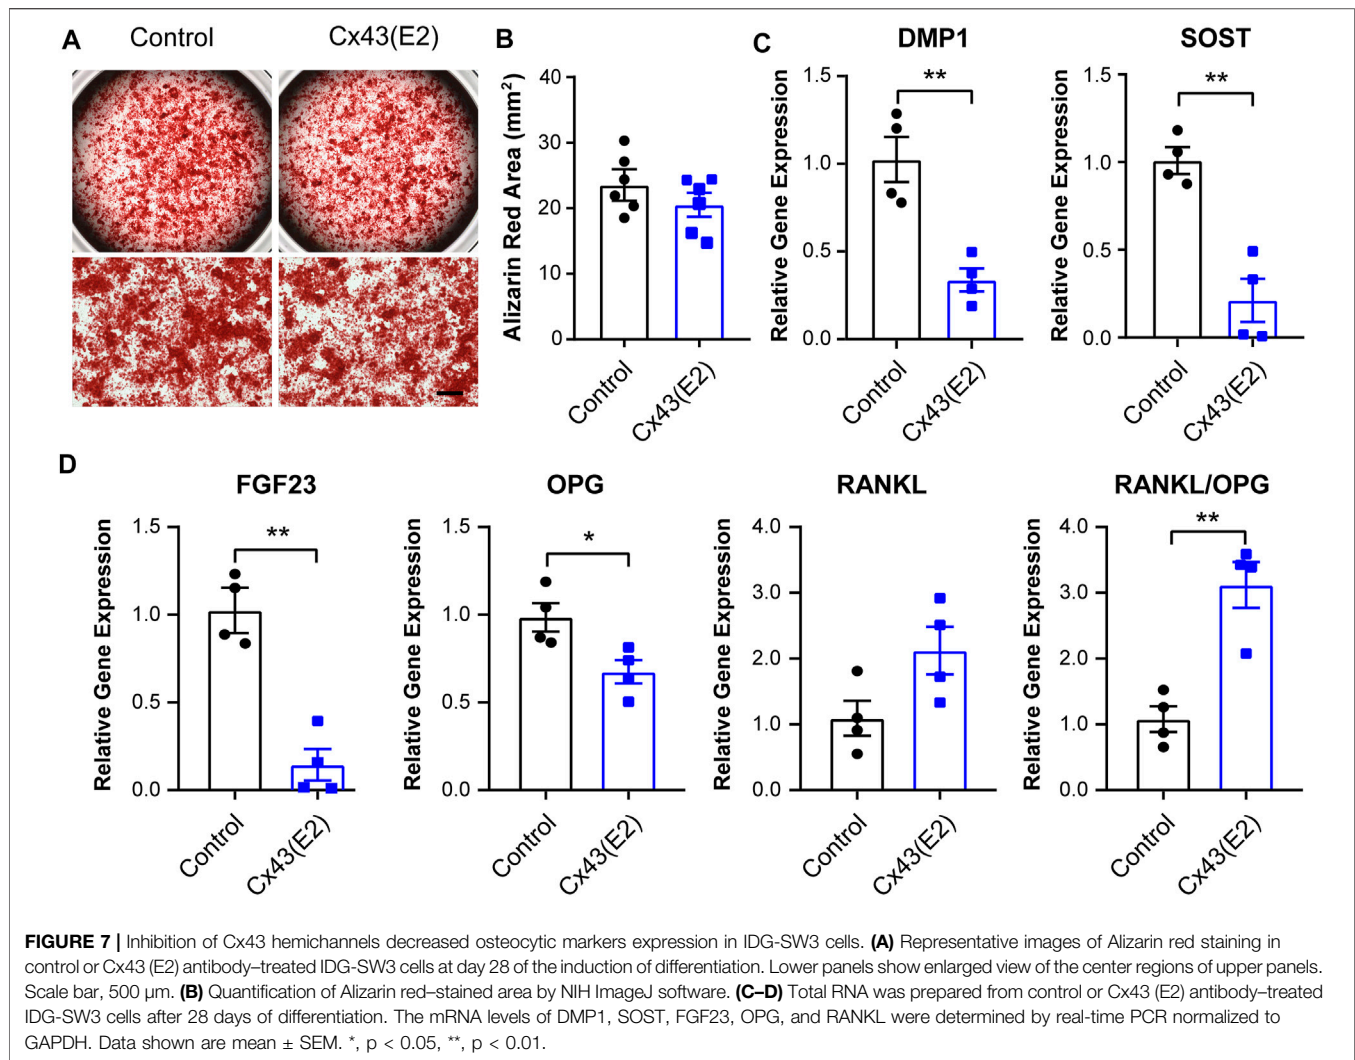 A
Control
Cx43(E2)
B
Alizarin Red Area (mm²)
40
30
20
10
0
Control
Cx43(E2)
C
DMP1
Relative Gene Expression
1.5
1.0
0.5
0.0
**
Control
Cx43(E2)
SOST
Relative Gene Expression
1.5
1.0
0.5
0.0
**
Control
Cx43(E2)
D
FGF23
Relative Gene Expression
1.5
1.0
0.5
0.0
**
Control
Cx43(E2)
OPG
Relative Gene Expression
1.5
1.0
0.5
0.0
*
Control
Cx43(E2)
RANKL
Relative Gene Expression
4.0
3.0
2.0
1.0
0.0
Control
Cx43(E2)
RANKL/OPG
Relative Gene Expression
4.0
3.0
2.0
1.0
0.0
**
Control
Cx43(E2)
FIGURE 7 | Inhibition of Cx43 hemichannels decreased osteocytic markers expression in IDG-SW3 cells. (A) Representative images of Alizarin red staining in
control or Cx43 (E2) antibody–treated IDG-SW3 cells at day 28 of the induction of differentiation. Lower panels show enlarged view of the center regions of upper panels.
Scale bar, 500 µm. (B) Quantification of Alizarin red–stained area by NIH ImageJ software. (C–D) Total RNA was prepared from control or Cx43 (E2) antibody–treated
IDG-SW3 cells after 28 days of differentiation. The mRNA levels of DMP1, SOST, FGF23, OPG, and RANKL were determined by real-time PCR normalized to
GAPDH. Data shown are mean ± SEM. *, p < 0.05, **, p < 0.01.